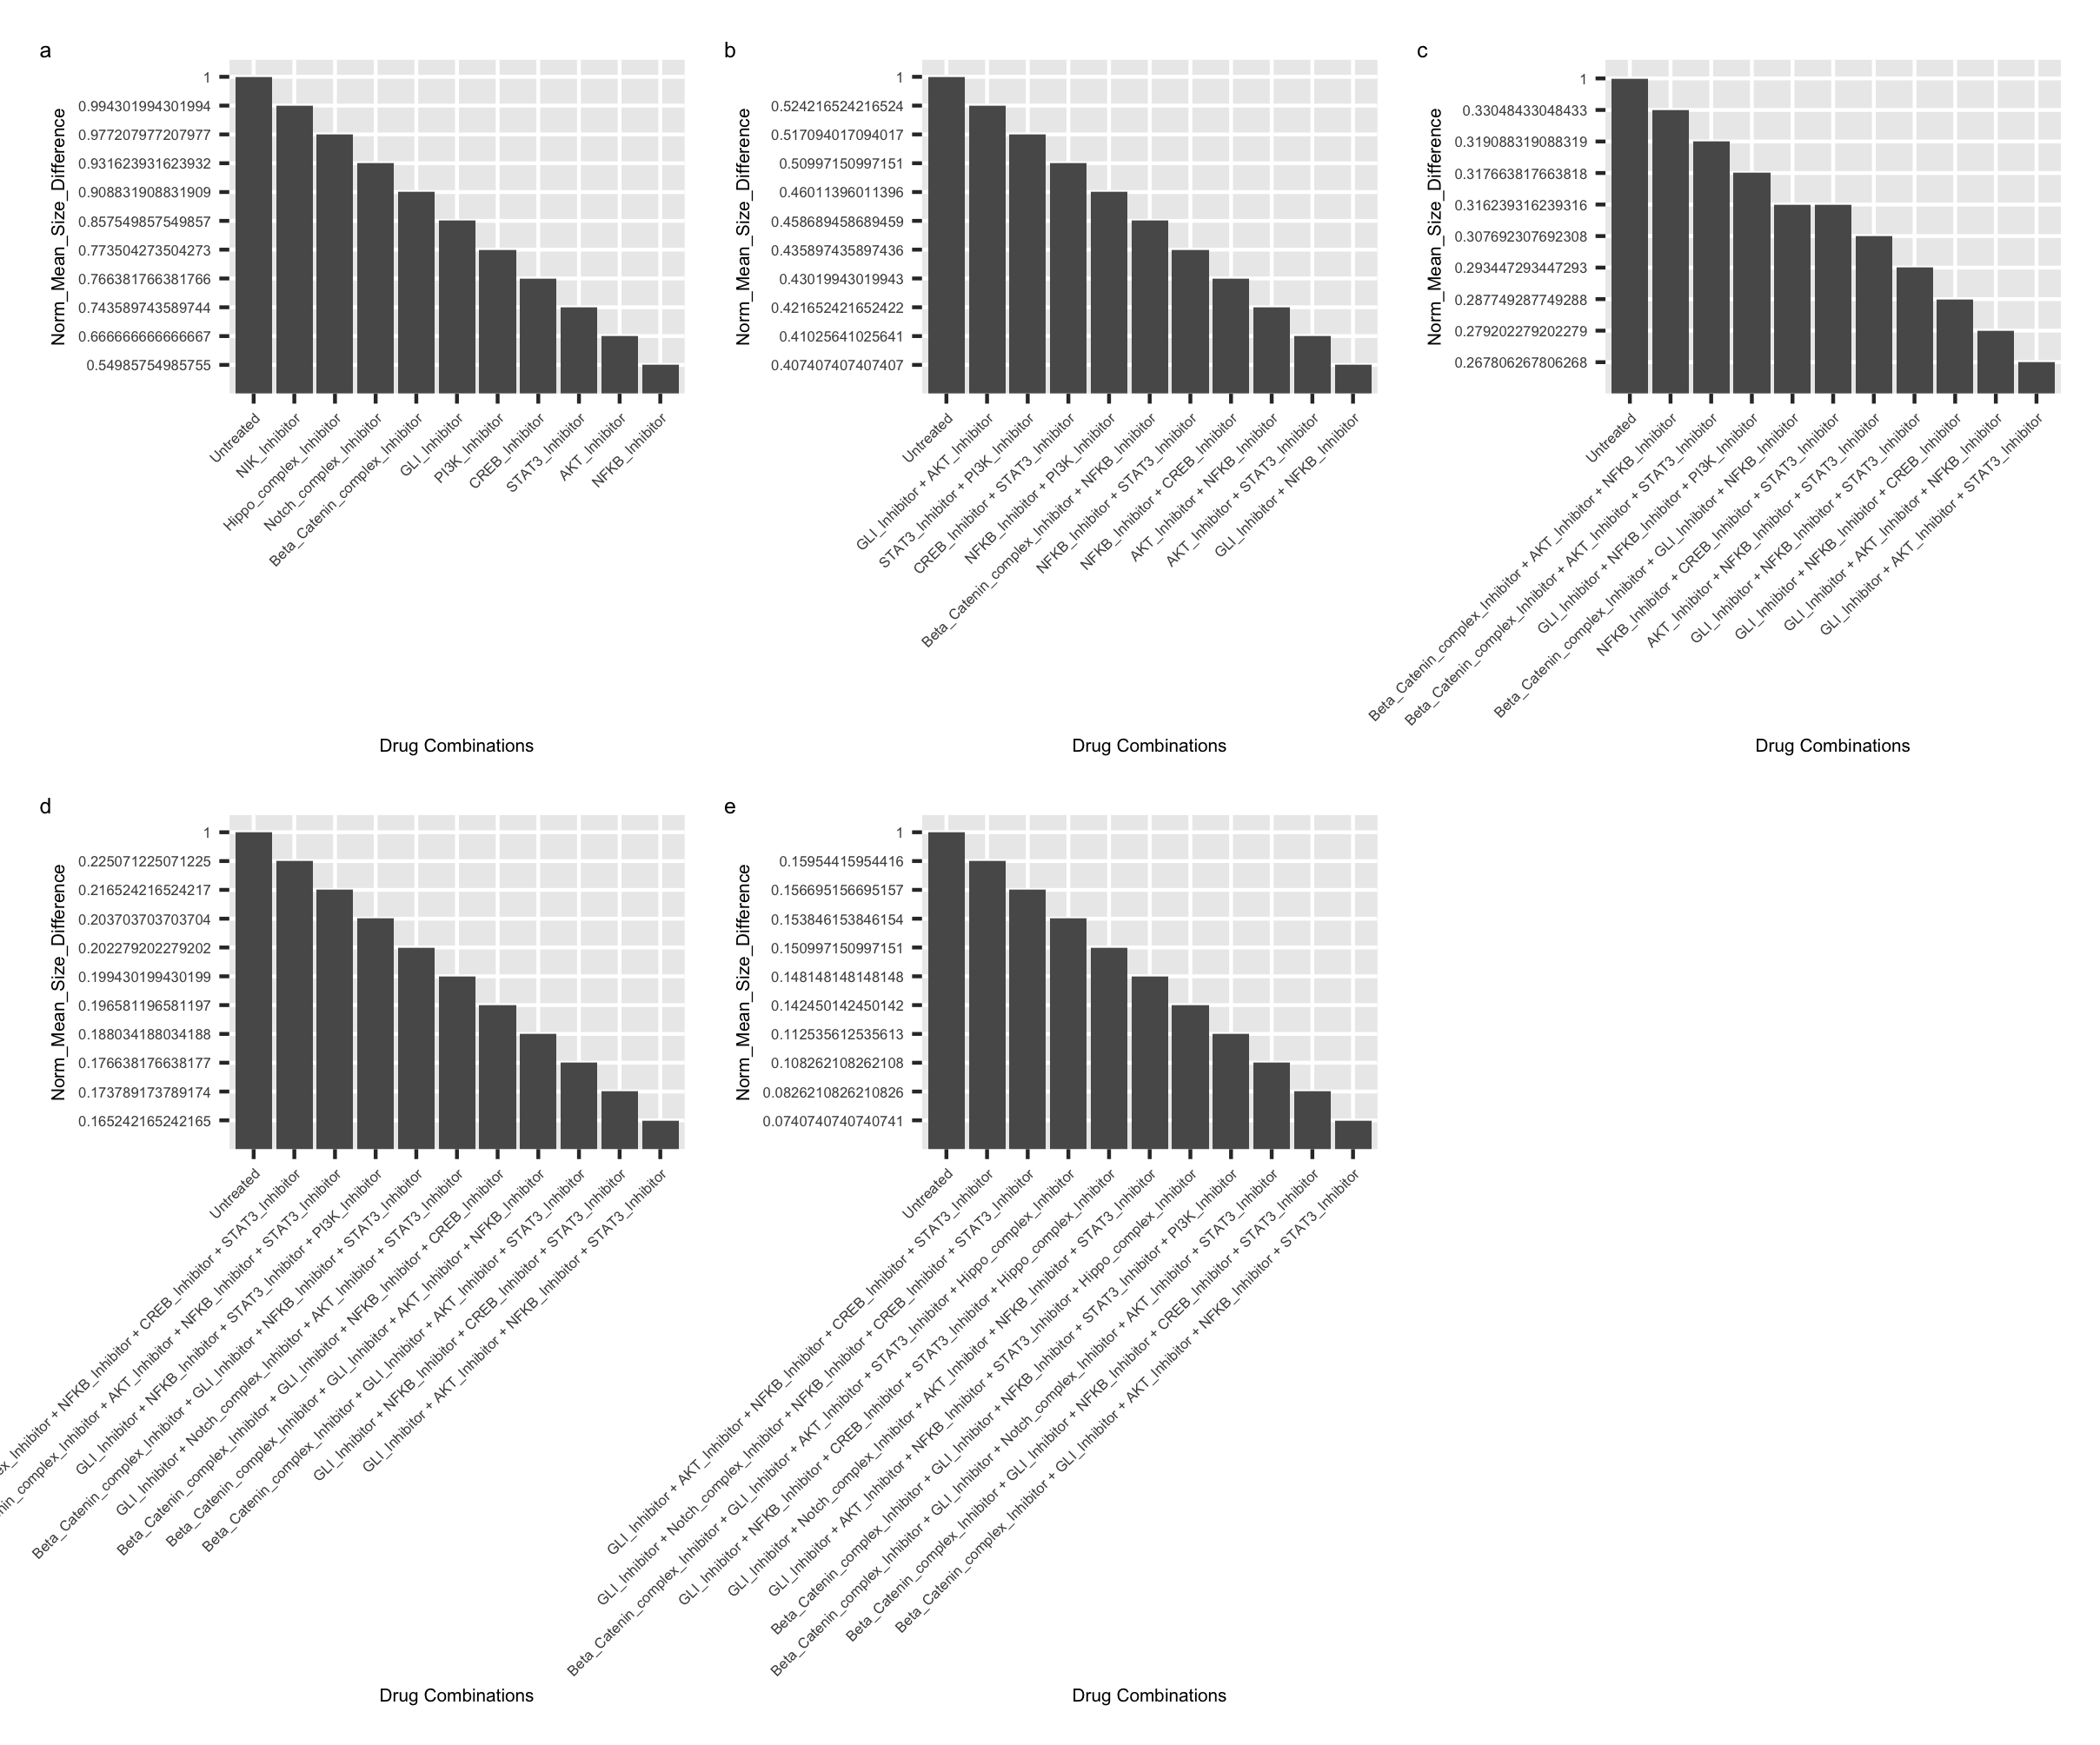 a
Norm_Mean_Size_Difference
1
0.994301994301994
0.977207977207977
0.931623931623932
0.908831908831909
0.857549857549857
0.773504273504273
0.766381766381766
0.743589743589744
0.666666666666667
0.54985754985755
Untreated
NIK_Inhibitor
Hippo_complex_Inhibitor
Notch_complex_Inhibitor
Beta_Catenin_complex_Inhibitor
GLI_Inhibitor
PI3K_Inhibitor
CREB_Inhibitor
STAT3_Inhibitor
AKT_Inhibitor
NFKB_Inhibitor
Drug Combinations
b
Norm_Mean_Size_Difference
1
0.524216524216524
0.517094017094017
0.50997150997151
0.46011396011396
0.458689458689459
0.435897435897436
0.43019943019943
0.421652421652422
0.41025641025641
0.407407407407407
Untreated
GLI_Inhibitor + AKT_Inhibitor
STAT3_Inhibitor + PI3K_Inhibitor
CREB_Inhibitor + STAT3_Inhibitor
NFKB_Inhibitor + PI3K_Inhibitor
Beta_Catenin_complex_Inhibitor + NFKB_Inhibitor
NFKB_Inhibitor + STAT3_Inhibitor
NFKB_Inhibitor + CREB_Inhibitor
AKT_Inhibitor + NFKB_Inhibitor
AKT_Inhibitor + STAT3_Inhibitor
GLI_Inhibitor + NFKB_Inhibitor
Drug Combinations
c
Norm_Mean_Size_Difference
1
0.33048433048433
0.319088319088319
0.317663817663818
0.316239316239316
0.307692307692308
0.293447293447293
0.287749287749288
0.279202279202279
0.267806267806268
Untreated
Beta_Catenin_complex_Inhibitor + AKT_Inhibitor + NFKB_Inhibitor
Beta_Catenin_complex_Inhibitor + AKT_Inhibitor + STAT3_Inhibitor
GLI_Inhibitor + NFKB_Inhibitor + PI3K_Inhibitor
Beta_Catenin_complex_Inhibitor + GLI_Inhibitor + NFKB_Inhibitor
NFKB_Inhibitor + CREB_Inhibitor + STAT3_Inhibitor
AKT_Inhibitor + NFKB_Inhibitor + STAT3_Inhibitor
GLI_Inhibitor + NFKB_Inhibitor + STAT3_Inhibitor
GLI_Inhibitor + NFKB_Inhibitor + CREB_Inhibitor
GLI_Inhibitor + AKT_Inhibitor + NFKB_Inhibitor
GLI_Inhibitor + AKT_Inhibitor + STAT3_Inhibitor
Drug Combinations
d
Norm_Mean_Size_Difference
1
0.225071225071225
0.216524216524217
0.203703703703704
0.202279202279202
0.199430199430199
0.196581196581197
0.188034188034188
0.176638176638177
0.173789173789174
0.165242165242165
Untreated
ex_Inhibitor + NFKB_Inhibitor + CREB_Inhibitor + STAT3_Inhibitor
nin_complex_Inhibitor + AKT_Inhibitor + NFKB_Inhibitor + STAT3_Inhibitor
GLI_Inhibitor + NFKB_Inhibitor + STAT3_Inhibitor + PI3K_Inhibitor
Beta_Catenin_complex_Inhibitor + GLI_Inhibitor + NFKB_Inhibitor + STAT3_Inhibitor
GLI_Inhibitor + Notch_complex_Inhibitor + AKT_Inhibitor + STAT3_Inhibitor
Beta_Catenin_complex_Inhibitor + GLI_Inhibitor + NFKB_Inhibitor + CREB_Inhibitor
Beta_Catenin_complex_Inhibitor + GLI_Inhibitor + AKT_Inhibitor + NFKB_Inhibitor
Beta_Catenin_complex_Inhibitor + GLI_Inhibitor + AKT_Inhibitor + STAT3_Inhibitor
GLI_Inhibitor + NFKB_Inhibitor + CREB_Inhibitor + STAT3_Inhibitor
GLI_Inhibitor + AKT_Inhibitor + NFKB_Inhibitor + STAT3_Inhibitor
Drug Combinations
e
Norm_Mean_Size_Difference
1
0.15954415954416
0.156695156695157
0.153846153846154
0.150997150997151
0.148148148148148
0.142450142450142
0.112535612535613
0.108262108262108
0.0826210826210826
0.0740740740740741
Untreated
GLI_Inhibitor + AKT_Inhibitor + NFKB_Inhibitor + CREB_Inhibitor + STAT3_Inhibitor
GLI_Inhibitor + Notch_complex_Inhibitor + NFKB_Inhibitor + CREB_Inhibitor + STAT3_Inhibitor
Beta_Catenin_complex_Inhibitor + GLI_Inhibitor + AKT_Inhibitor + STAT3_Inhibitor + Hippo_complex_Inhibitor
GLI_Inhibitor + NFKB_Inhibitor + CREB_Inhibitor + STAT3_Inhibitor + Hippo_complex_Inhibitor
GLI_Inhibitor + Notch_complex_Inhibitor + AKT_Inhibitor + NFKB_Inhibitor + STAT3_Inhibitor
GLI_Inhibitor + AKT_Inhibitor + NFKB_Inhibitor + STAT3_Inhibitor + Hippo_complex_Inhibitor
Beta_Catenin_complex_Inhibitor + GLI_Inhibitor + NFKB_Inhibitor + STAT3_Inhibitor + PI3K_Inhibitor
Beta_Catenin_complex_Inhibitor + GLI_Inhibitor + Notch_complex_Inhibitor + AKT_Inhibitor + STAT3_Inhibitor
Beta_Catenin_complex_Inhibitor + GLI_Inhibitor + NFKB_Inhibitor + CREB_Inhibitor + STAT3_Inhibitor
Beta_Catenin_complex_Inhibitor + GLI_Inhibitor + AKT_Inhibitor + NFKB_Inhibitor + STAT3_Inhibitor
Drug Combinations